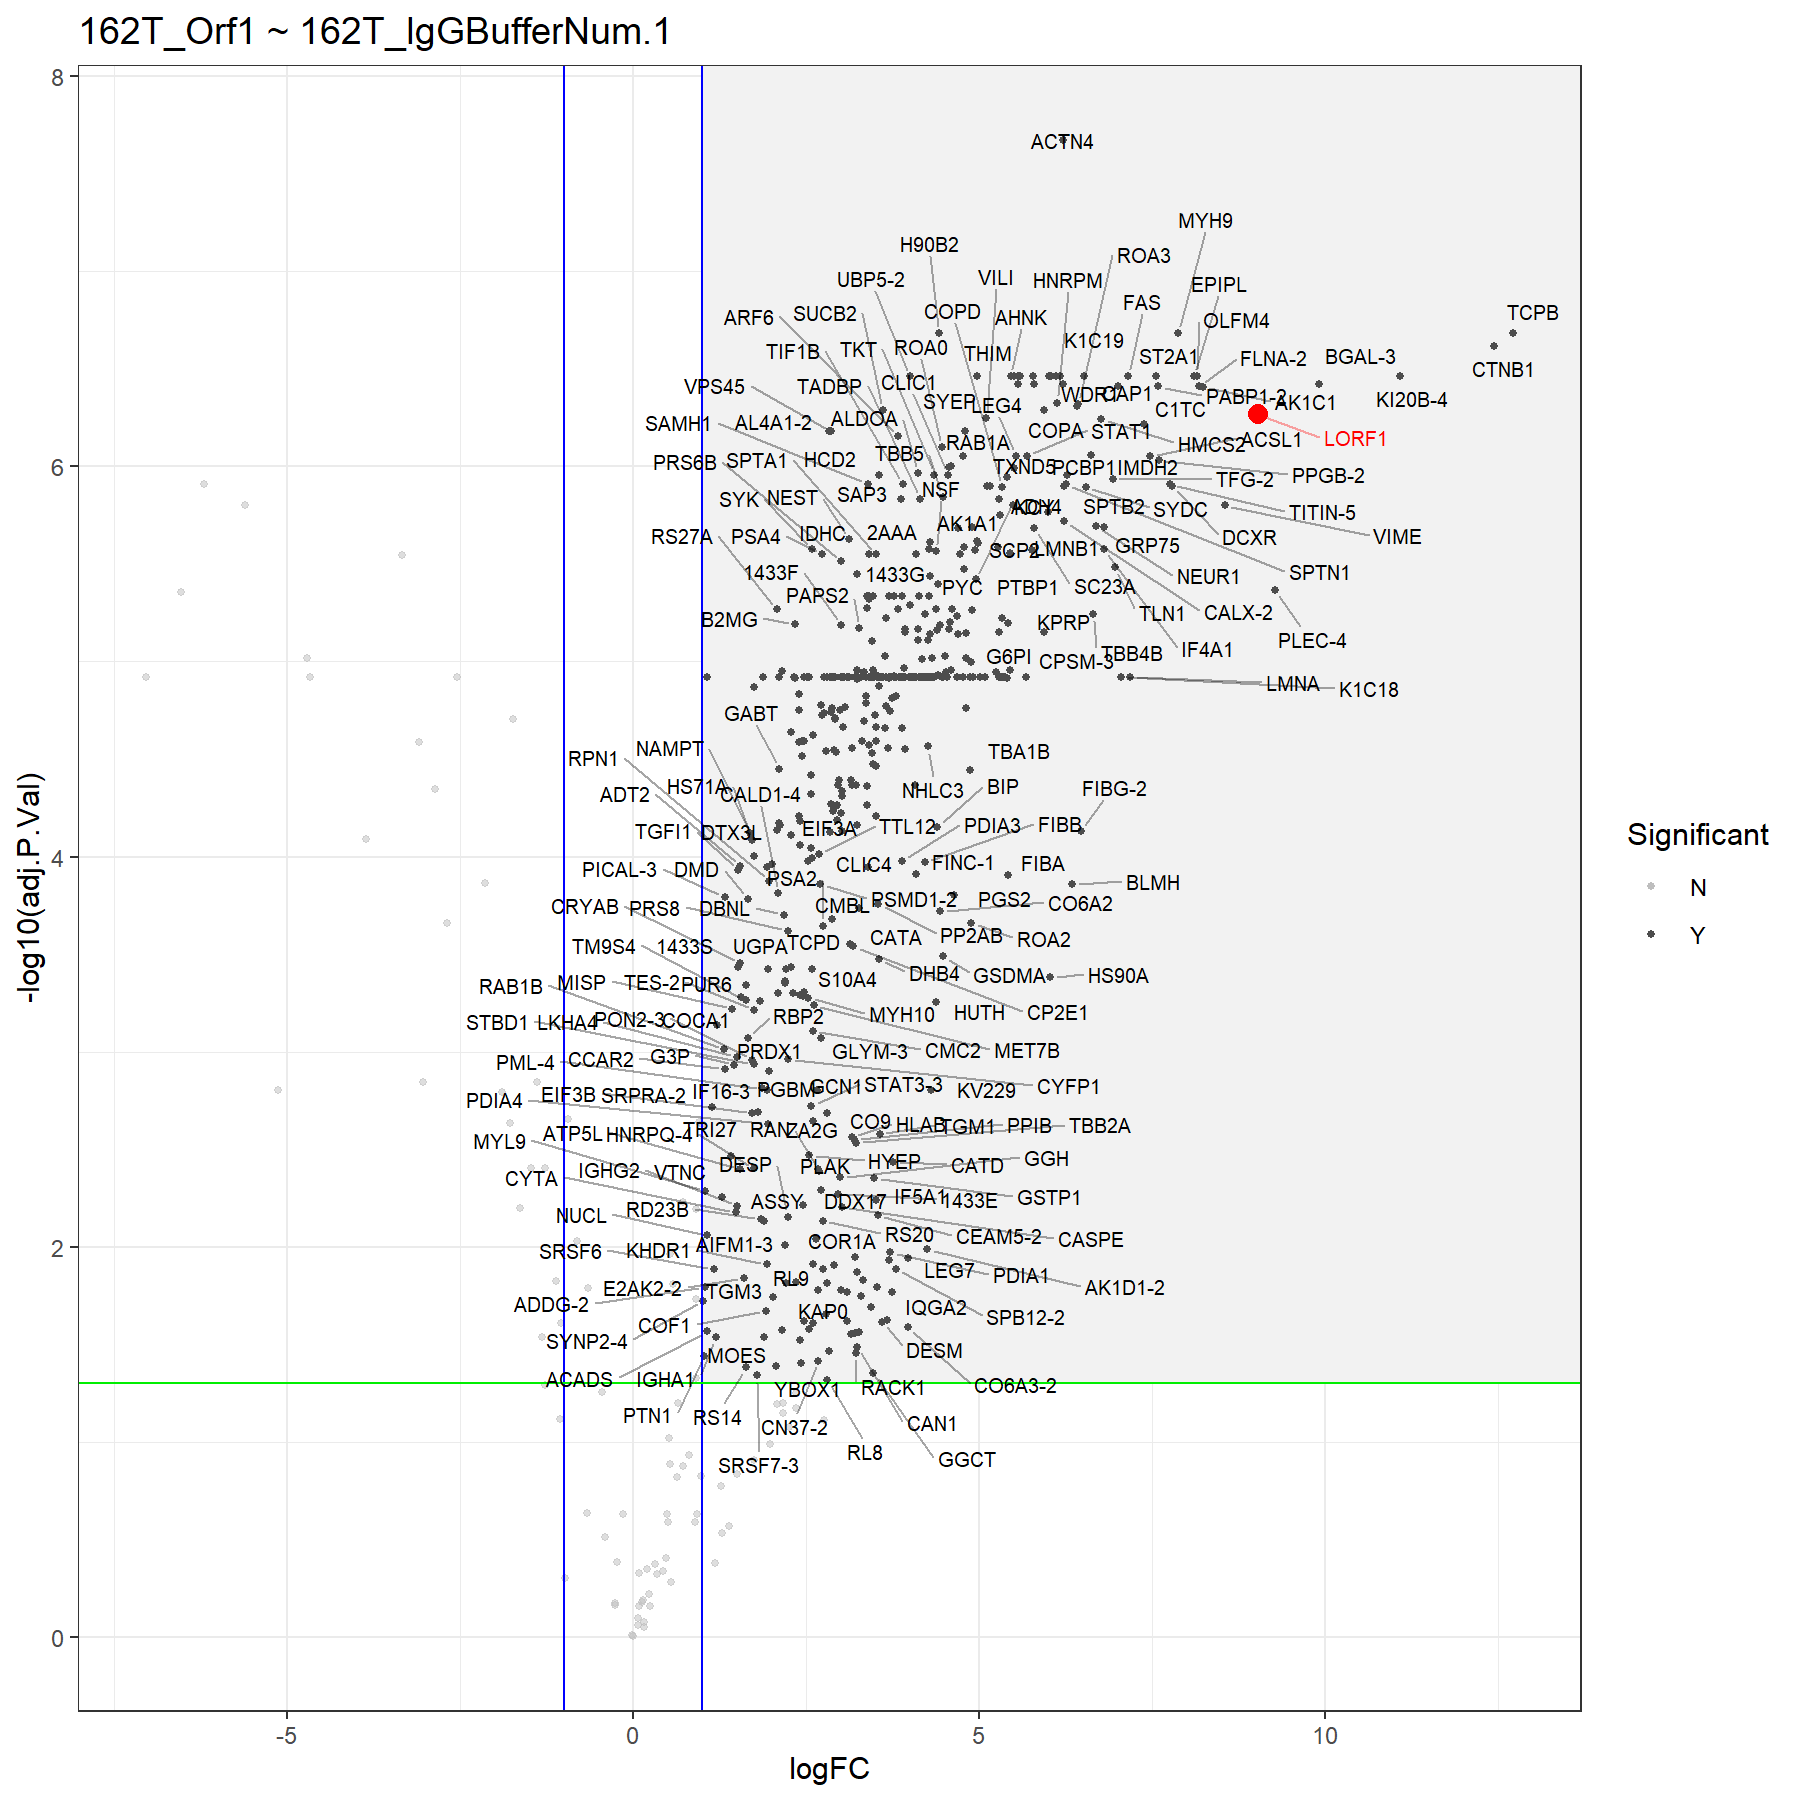 162T_Orf1 ~ 162T_IgGBufferNum.1
8
ACTN4
MYH9
H90B2
ROA3
UBP5-2
VILI
HNRPM
EPIPL
FAS
ARF6
SUCB2
COPD
AHNK
OLFM4
TCPB
TIF1B
TKT
ROA0
THIM
K1C19
ST2A1
FLNA-2
BGAL-3
CTNB1
VPS45
TADBP
CLIC1
SYEP
LEG4
WDR1
CAP1
PABP1-2
AK1C1
KI20B-4
SAMH1
AL4A1-2
ALDOA
C1TC
RAB1A
COPA
STAT1
HMCS2
ACSL1
LORF1
6
PRS6B
SPTA1
HCD2
TBB5
TXND5
PCBP1
IMDH2
TFG-2
PPGB-2
SYK
NEST
SAP3
NSF
ADH4
KCY
SPTB2
SYDC
TITIN-5
RS27A
PSA4
IDHC
2AAA
AK1A1
SCP2
LMNB1
GRP75
DCXR
VIME
1433F
1433G
PYC
PTBP1
SC23A
NEUR1
SPTN1
PAPS2
B2MG
KPRP
TLN1
CALX-2
PLEC-4
G6PI
CPSM-3
TBB4B
IF4A1
LMNA
K1C18
GABT
RPN1
NAMPT
TBA1B
ADT2
HS71A
CALD1-4
NHLC3
BIP
FIBG-2
TGFI1
DTX3L
EIF3A
TTL12
PDIA3
FIBB
4
PICAL-3
DMD
PSA2
CLIC4
FINC-1
FIBA
BLMH
CRYAB
PRS8
DBNL
CMBL
PSMD1-2
PGS2
CO6A2
TM9S4
1433S
UGPA
TCPD
CATA
PP2AB
ROA2
RAB1B
MISP
TES-2
PUR6
S10A4
DHB4
GSDMA
HS90A
STBD1
LKHA4
PON2-3
COCA1
RBP2
MYH10
HUTH
CP2E1
PML-4
CCAR2
G3P
PRDX1
GLYM-3
CMC2
MET7B
PDIA4
EIF3B
SRPRA-2
IF16-3
PGBM
GCN1
STAT3-3
KV229
CYFP1
MYL9
ATP5L
HNRPQ-4
TRI27
RAN
ZA2G
CO9
HLAB
TGM1
PPIB
TBB2A
CYTA
IGHG2
VTNC
DESP
PLAK
HYEP
CATD
GGH
NUCL
RD23B
ASSY
DDX17
IF5A1
1433E
GSTP1
2
SRSF6
KHDR1
AIFM1-3
COR1A
RS20
CEAM5-2
CASPE
ADDG-2
E2AK2-2
TGM3
RL9
LEG7
PDIA1
AK1D1-2
SYNP2-4
COF1
KAP0
IQGA2
SPB12-2
ACADS
IGHA1
MOES
DESM
PTN1
RS14
YBOX1
RACK1
CO6A3-2
CN37-2
CAN1
SRSF7-3
RL8
GGCT
0
-5
0
5
10
logFC
-log10(adj.P.Val)
Significant
N
Y